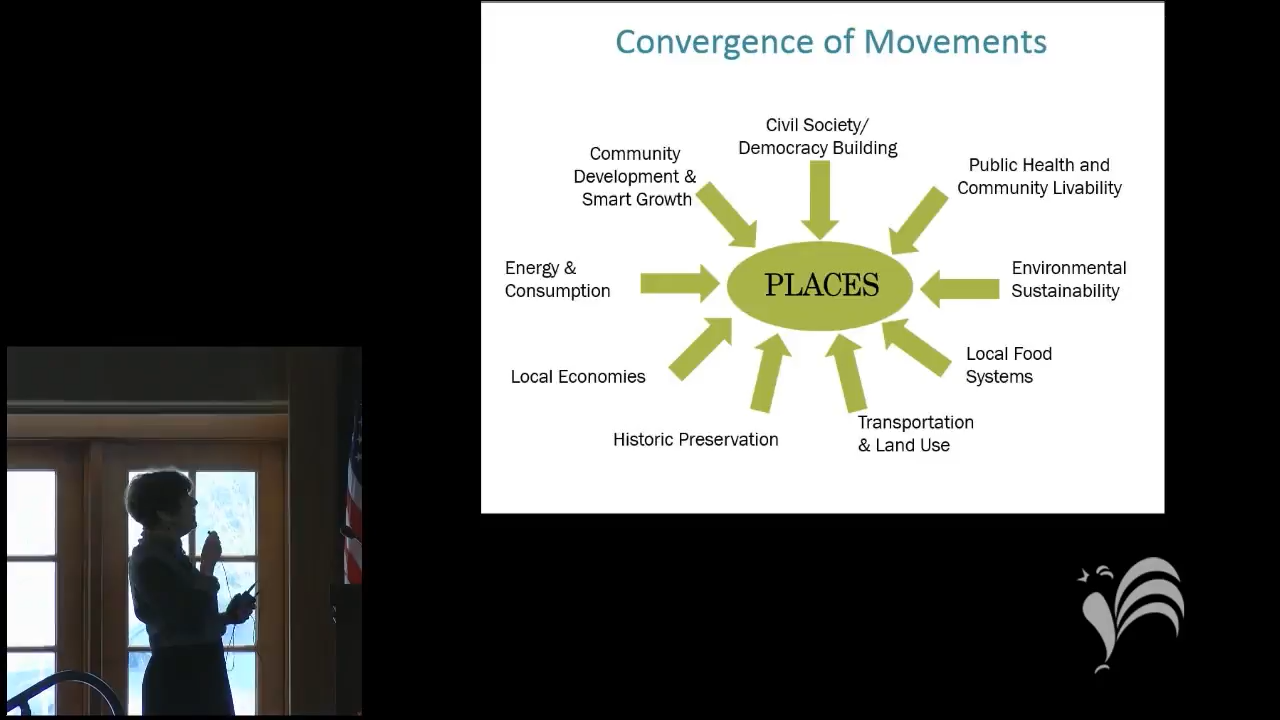 Convergence of Movements
Civil Society/
Democracy Building
Community
Development &
Smart Growth
Public Health and
Community Livability
Energy &
Consumption
PLACES
Environmental
Sustainability
Local Economies
Local Food
Systems
Historic Preservation
Transportation
& Land Use